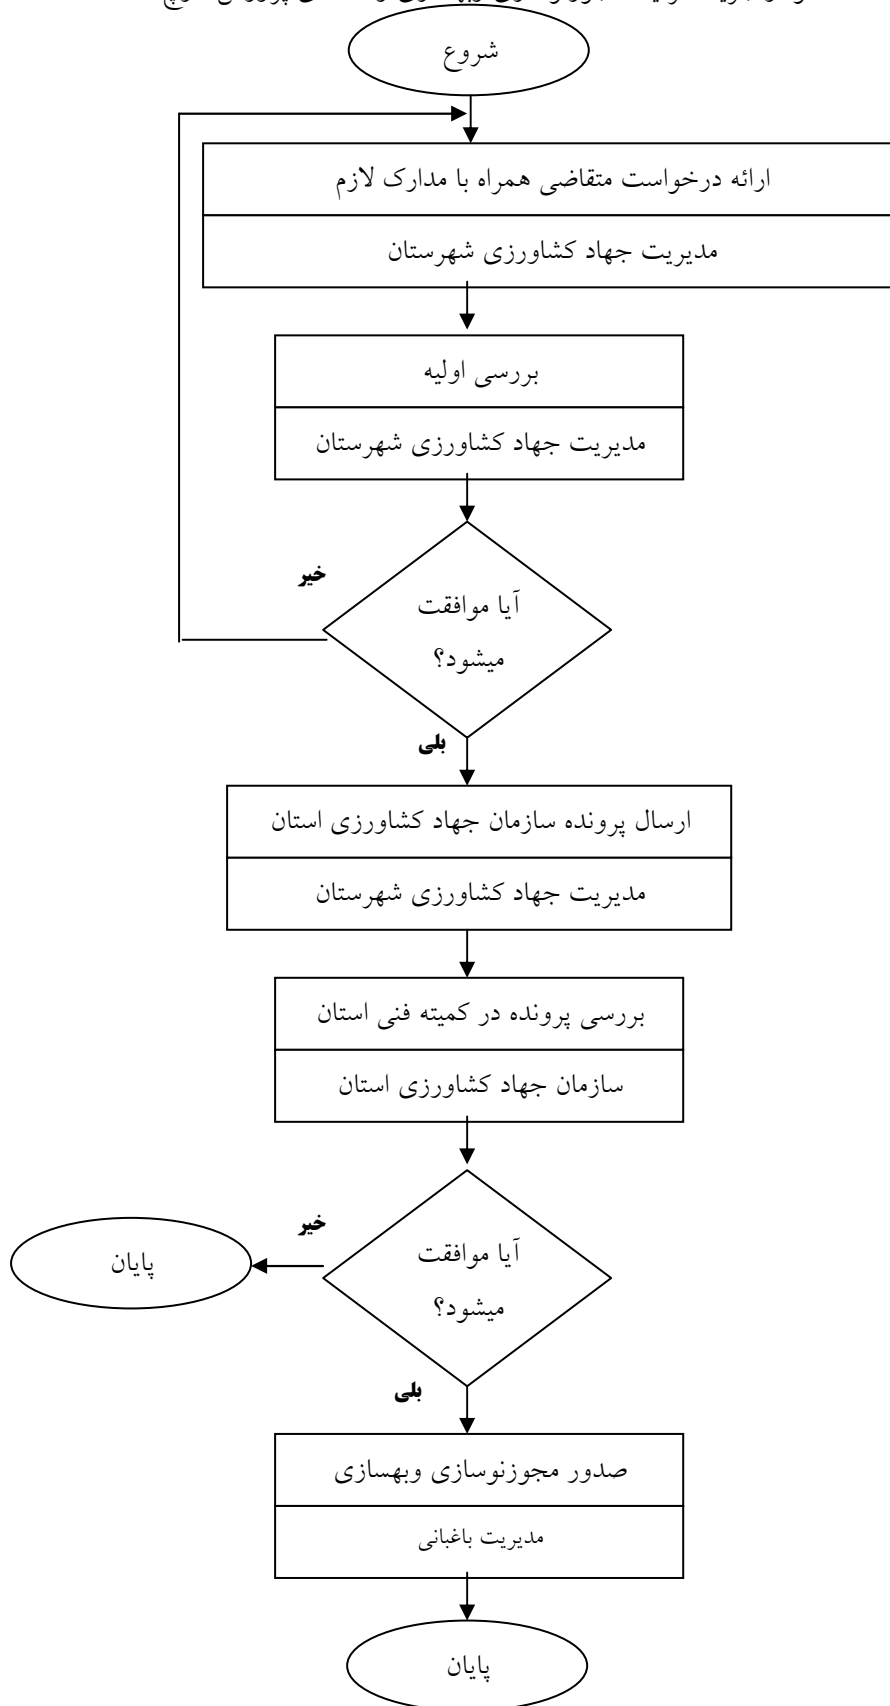 شروع
ارائه درخواست متقاضی همراه با مدارک لازم
مدیریت جهاد کشاورزی شهرستان
بررسی اولیه
مدیریت جهاد کشاورزی شهرستان
خیر
آیا موافقت
میشود؟
بلی
ارسال پرونده سازمان جهاد کشاورزی استان
مدیریت جهاد کشاورزی شهرستان
بررسی پرونده در کمیته فنی استان
سازمان جهاد کشاورزی استان
خیر
آیا موافقت
میشود؟
پایان
بلی
صدور مجوزنوسازی وبهسازی
مدیریت باغبانی
پایان